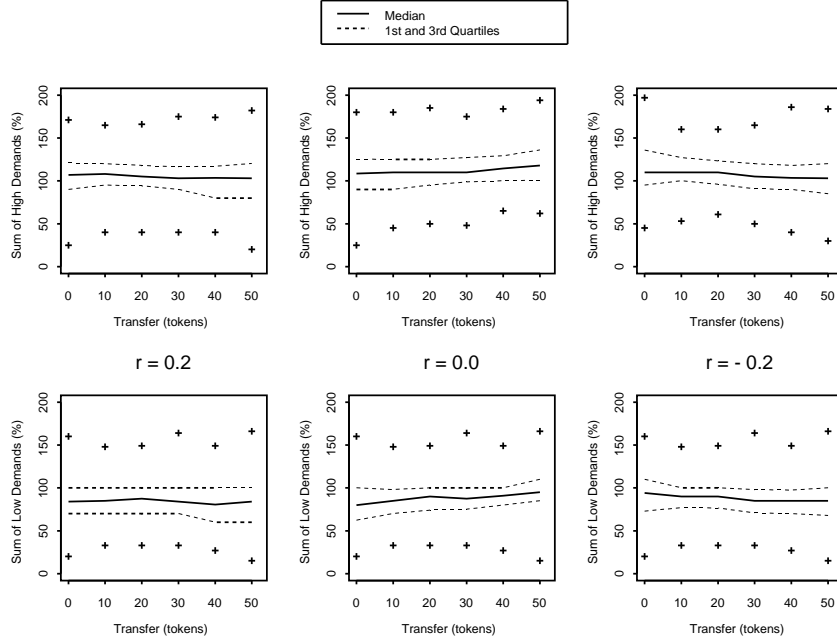 Median
1st and 3rd Quartiles
Sum of High Demands (%)
200
150
100
50
0
0 10 20 30 40 50
Transfer (tokens)
Sum of High Demands (%)
200
150
100
50
0
0 10 20 30 40 50
Transfer (tokens)
Sum of High Demands (%)
200
150
100
50
0
0 10 20 30 40 50
Transfer (tokens)
r = 0.2
r = 0.0
r = - 0.2
Sum of Low Demands (%)
200
150
100
50
0
0 10 20 30 40 50
Transfer (tokens)
Sum of Low Demands (%)
200
150
100
50
0
0 10 20 30 40 50
Transfer (tokens)
Sum of Low Demands (%)
200
150
100
50
0
0 10 20 30 40 50
Transfer (tokens)